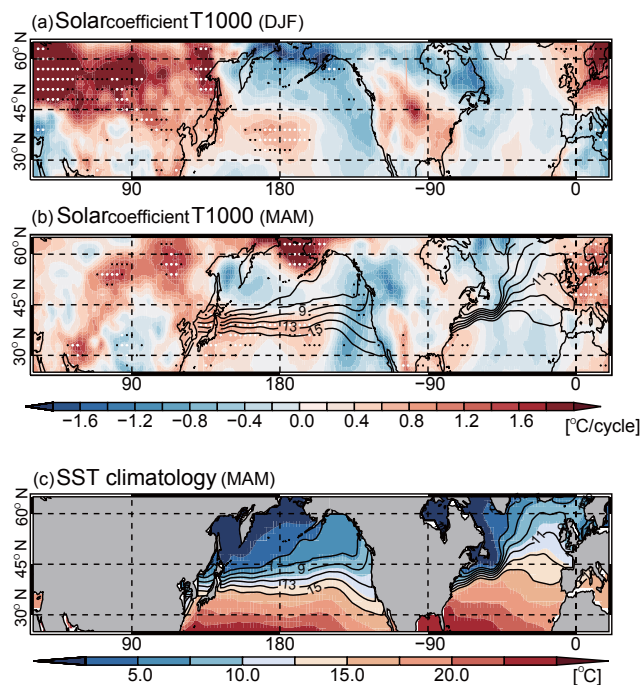 (a) Solarcoefficient T1000 (DJF)
60°N
45°N
30°N
90 180 −90 0
(b) Solarcoefficient T1000 (MAM)
60°N
45°N
9
13
15
11
30°N
90 180 −90 0
−1.6 −1.2 −0.8 −0.4 0.0 0.4 0.8 1.2 1.6
[°C/cycle]
(c) SST climatology (MAM)
60°N
45°N
9
13
15
30°N
90 180 −90 0
5.0 10.0 15.0 20.0 [°C]